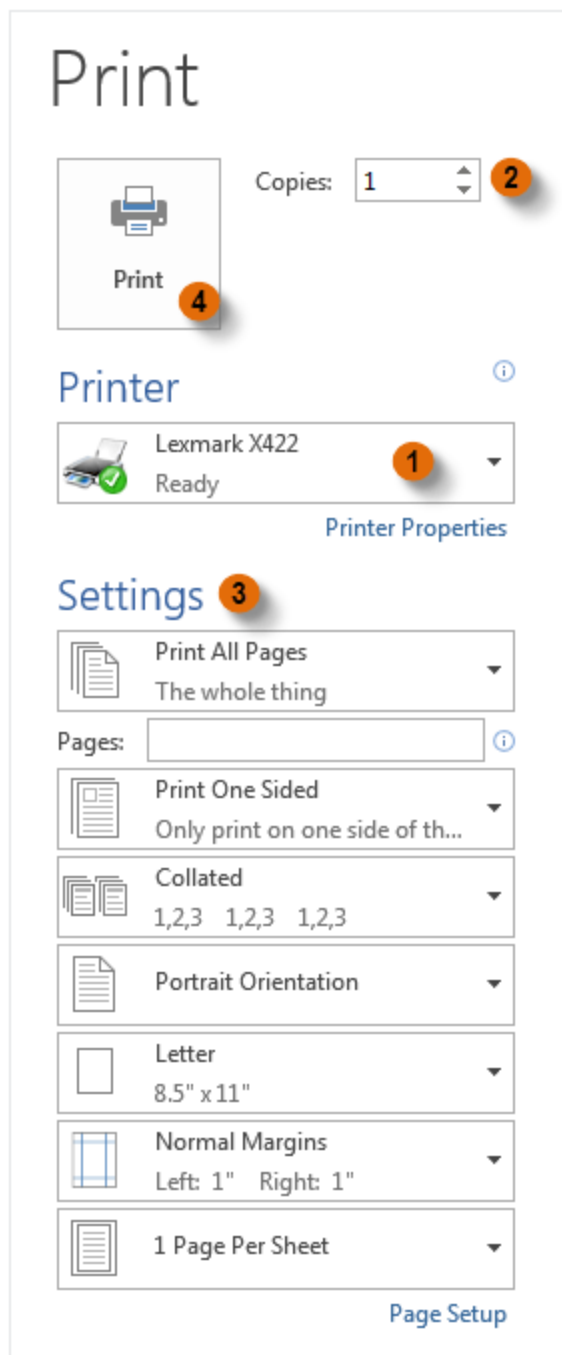 Print
Copies: 1 2
Print
4
Printer
Lexmark X422
Ready
1
Printer Properties
Settings 3
Print All Pages
The whole thing
Pages:
Print One Sided
Only print on one side of th...
Collated
1,2,3 1,2,3 1,2,3
Portrait Orientation
Letter
8.5" x 11"
Normal Margins
Left: 1" Right: 1"
1 Page Per Sheet
Page Setup